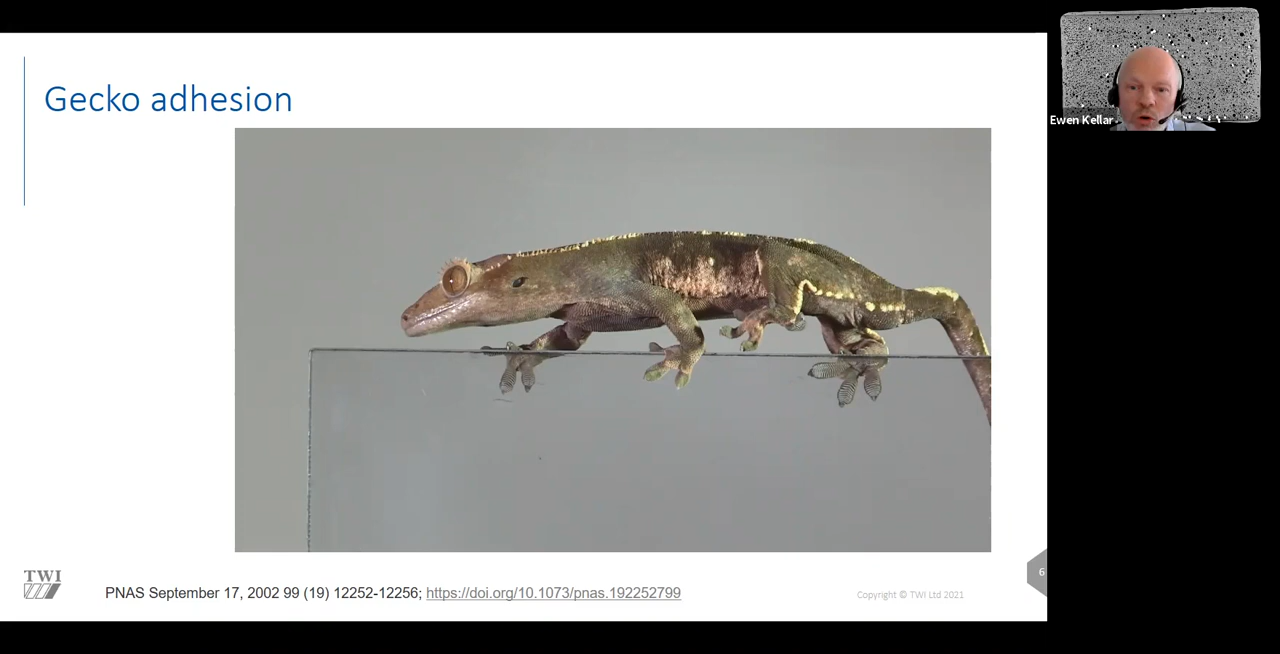 Gecko adhesion
Ewen Kellar
TWI
PNAS September 17, 2002 99 (19) 12252-12256; https://doi.org/10.1073/pnas.192252799
Copyright © TWI Ltd 2021
6